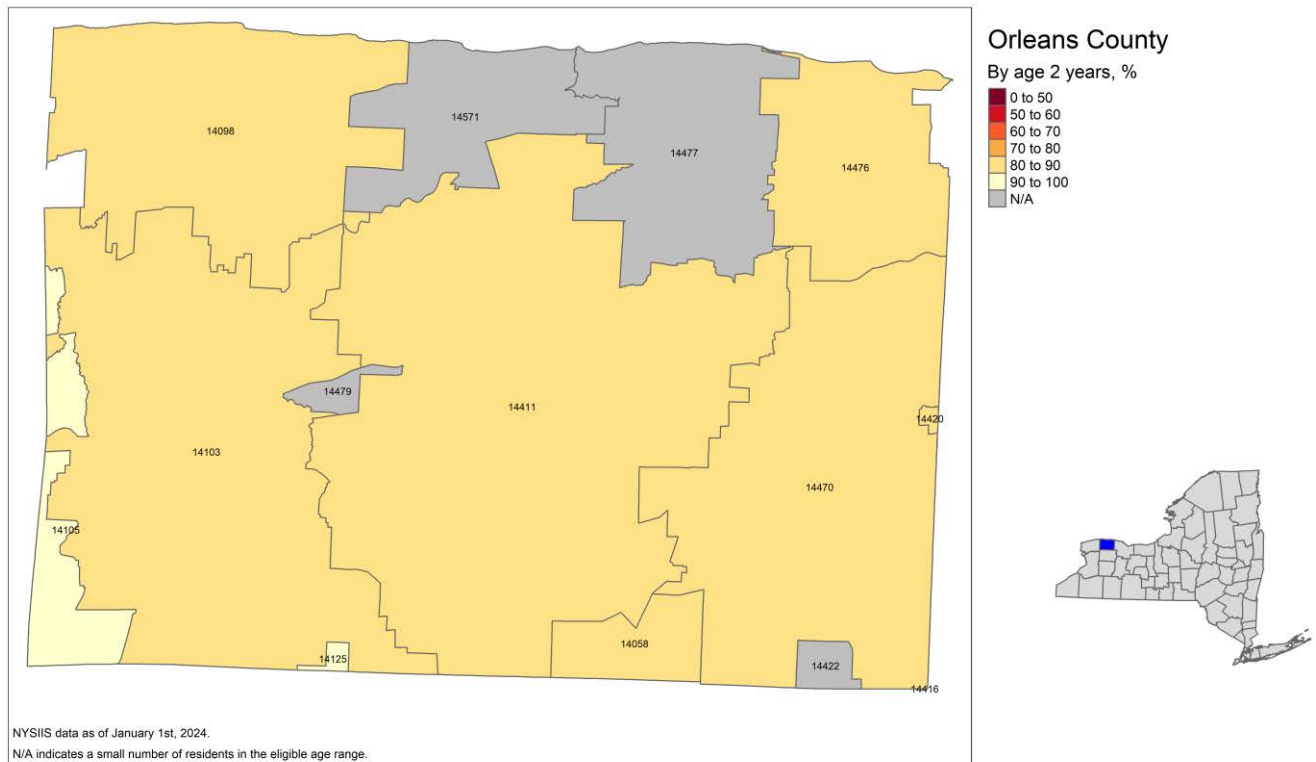 Orleans County
By age 2 years, %
0 to 50
50 to 60
60 to 70
70 to 80
80 to 90
90 to 100
N/A
14571
14098
14477
14476
14479
14411
14420
14103
14470
14105
14058
14125
14422
14416
NYSIIS data as of January 1st, 2024.
N/A indicates a small number of residents in the eligible age range.